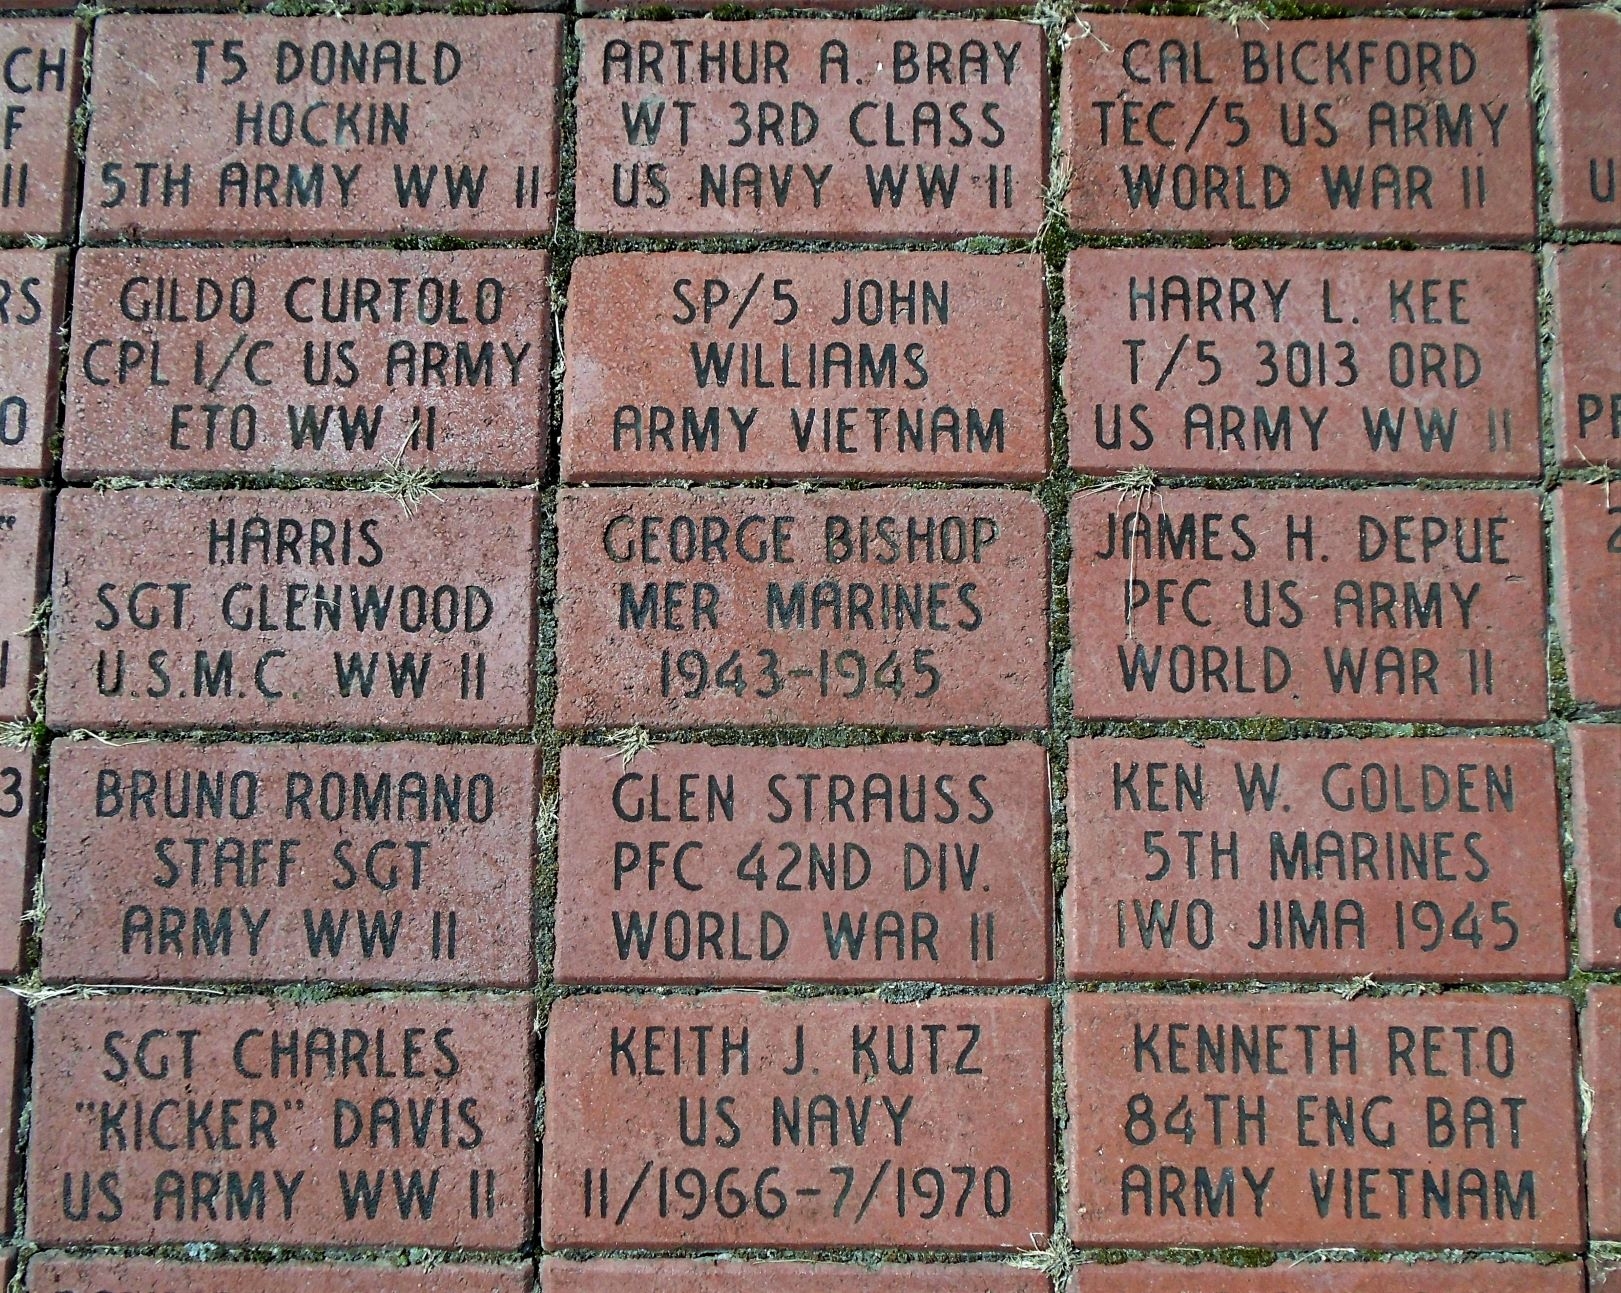 CH
F
II
T5 DONALD
HOCKIN
5TH ARMY WW II
ARTHUR A. BRAY
WT 3RD CLASS
US NAVY WW II
CAL BICKFORD
TEC/5 US ARMY
WORLD WAR II
U
RS
O
GILDO CURTOLO
CPL 1/C US ARMY
ETO WW II
SP/5 JOHN
WILLIAMS
ARMY VIETNAM
HARRY L. KEE
T/5 3013 ORD
US ARMY WW II
HARRIS
SGT GLENWOOD
U.S.M.C. WW II
GEORGE BISHOP
MER MARINES
1943-1945
JAMES H. DEPUE
PFC US ARMY
WORLD WAR II
3
BRUNO ROMANO
STAFF SGT
ARMY WW II
GLEN STRAUSS
PFC 42ND DIV.
WORLD WAR II
KEN W. GOLDEN
5TH MARINES
IWO JIMA 1945
SGT CHARLES
"KICKER" DAVIS
US ARMY WW II
KEITH J. KUTZ
US NAVY
11/1966-7/1970
KENNETH RETO
84TH ENG BAT
ARMY VIETNAM